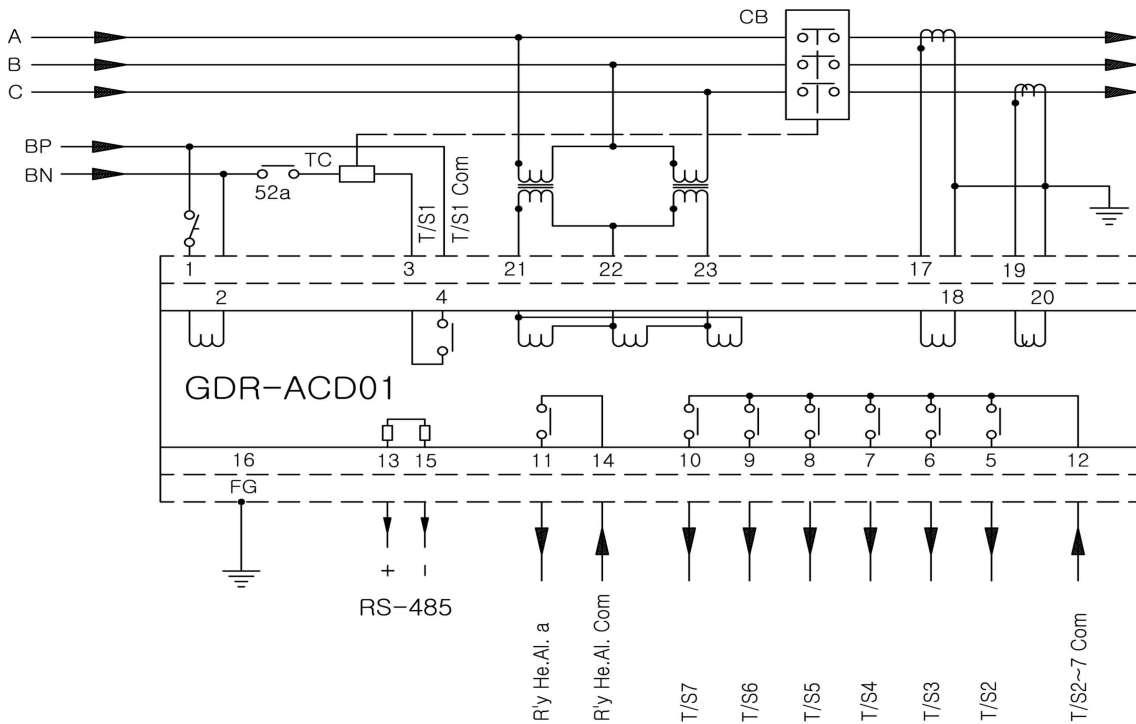 CB
A
B
C
BP
BN
TC
52a
T/S1
T/S1 Com
1 3 21 22 23 17 19
2 4 18 20
GDR-ACD01
16 13 15 11 14 10 9 8 7 6 5 12
FG
+ -
RS-485
R'y He.Al. a
R'y He.Al. Com
T/S7
T/S6
T/S5
T/S4
T/S3
T/S2
T/S2~7 Com